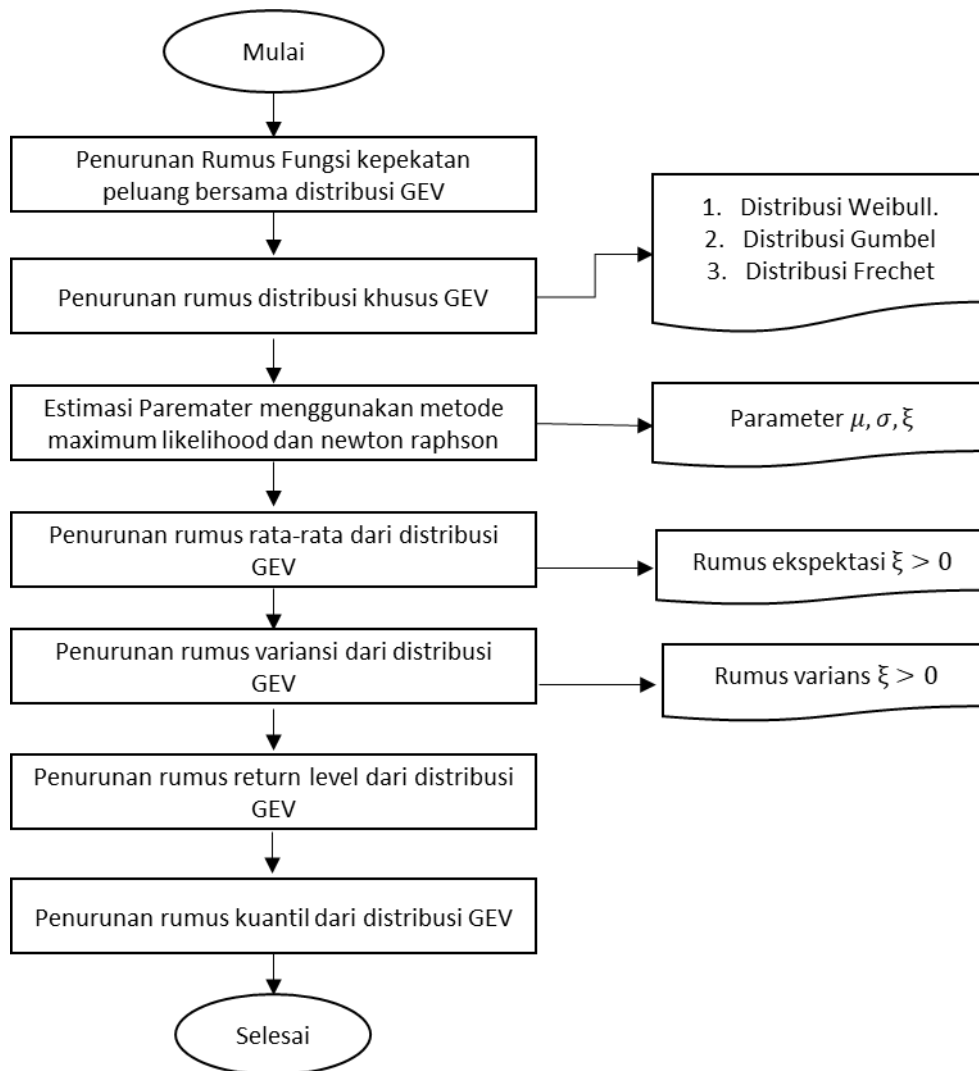 Mulai
Penurunan Rumus Fungsi kepekatan
peluang bersama distribusi GEV
1. Distribusi Weibull.
2. Distribusi Gumbel
3. Distribusi Frechet
Penurunan rumus distribusi khusus GEV
Estimasi Paremater menggunakan metode
maximum likelihood dan newton raphson
Parameter μ, σ, ξ
Penurunan rumus rata-rata dari distribusi
GEV
Rumus ekspektasi ξ > 0
Penurunan rumus variansi dari distribusi
GEV
Rumus varians ξ > 0
Penurunan rumus return level dari distribusi
GEV
Penurunan rumus kuantil dari distribusi GEV
Selesai